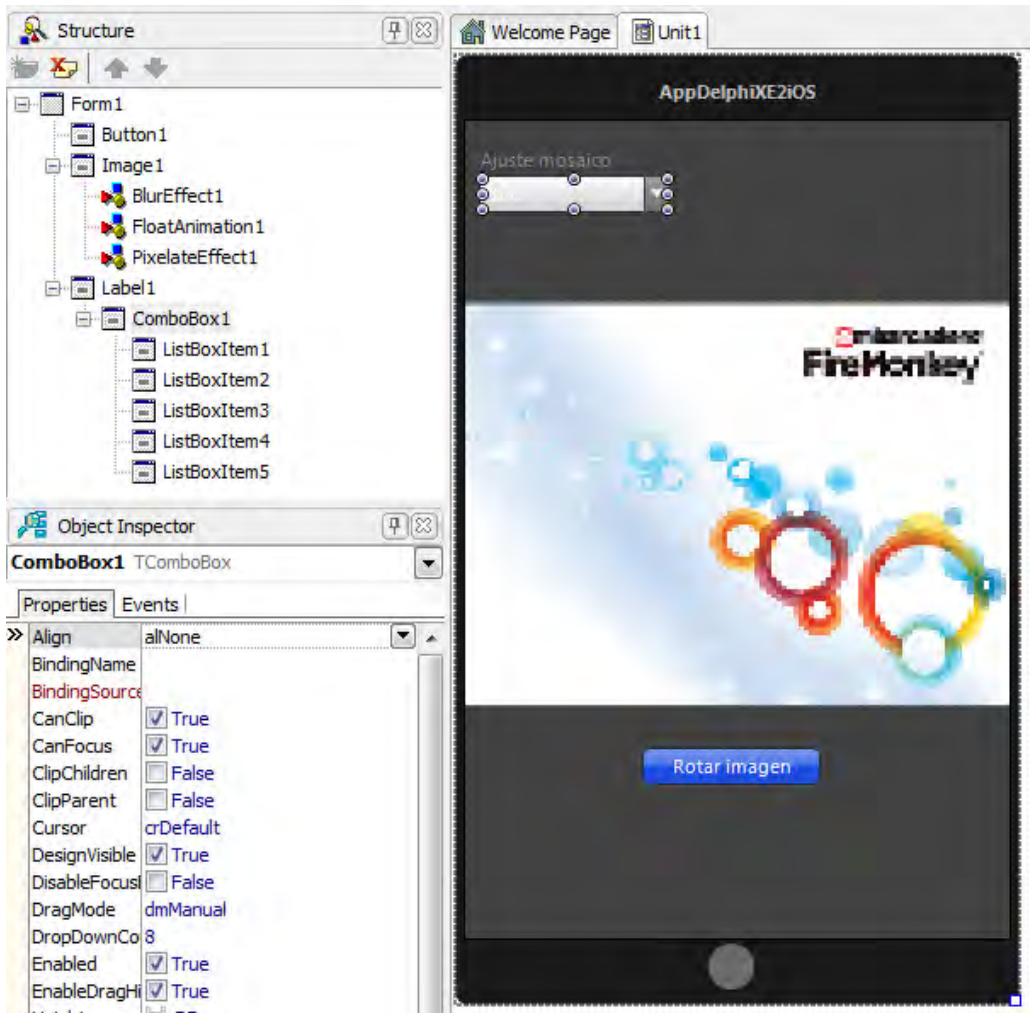 Structure
Form1
Button1
Image1
BlurEffect1
FloatAnimation1
PixelateEffect1
Label1
ComboBox1
ListBoxItem1
ListBoxItem2
ListBoxItem3
ListBoxItem4
ListBoxItem5
Object Inspector
ComboBox1 TComboBox
Properties Events
Align alNone
BindingName
BindingSource
CanClip True
CanFocus True
ClipChildren False
ClipParent False
Cursor crDefault
DesignVisible True
DisableFocusE False
DragMode dmManual
DropDownCo 8
Enabled True
EnableDragHi True
Welcome Page Unit1
AppDelphiXE2iOS
Ajuste mosaico
embarcadero
FireMonkey
Rotar imagen